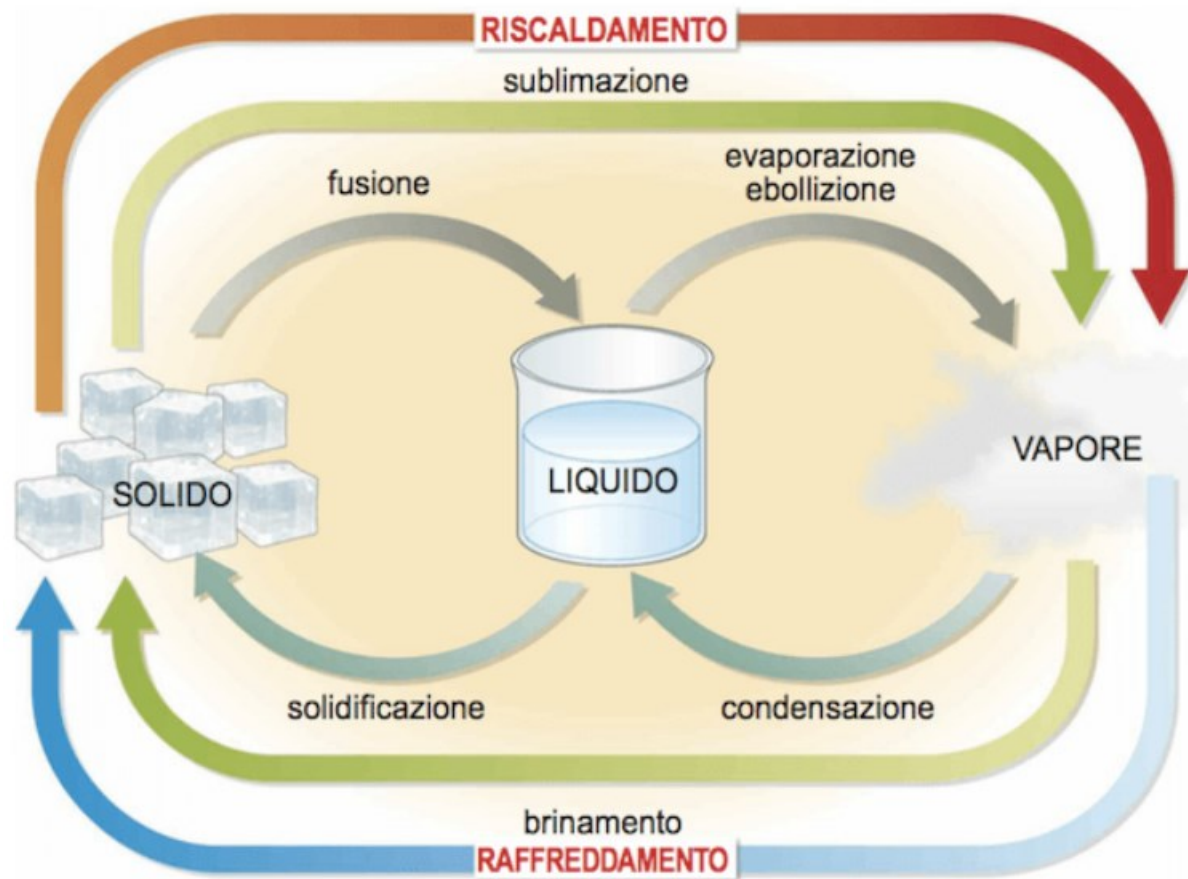 RISCALDAMENTO
sublimazione
fusione
evaporazione
ebollizione
SOLIDO
LIQUIDO
VAPORE
solidificazione
condensazione
brinamento
RAFFREDDAMENTO